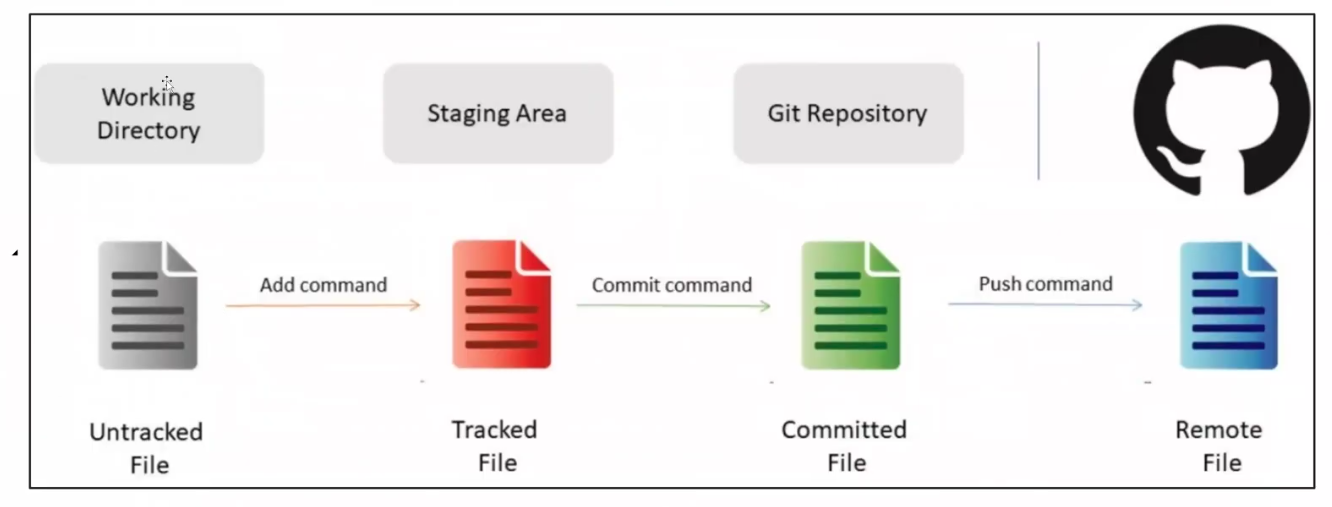 Working
Directory
Staging Area
Git Repository
Add command
Commit command
Push command
Untracked
File
Tracked
File
Committed
File
Remote
File